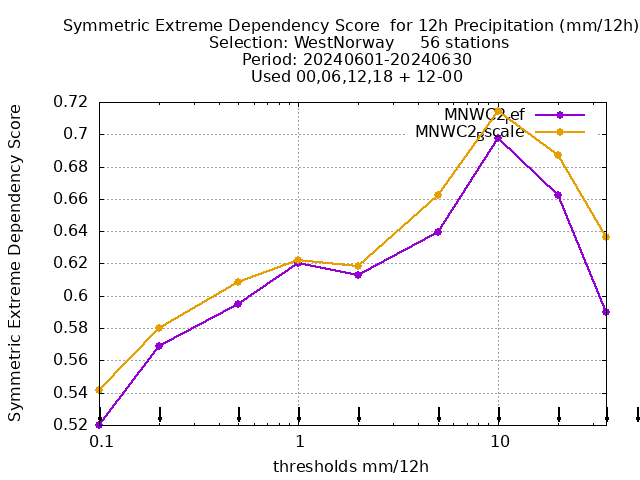 Symmetric Extreme Dependency Score  for 12h Precipitation (mm/12h)
Selection: WestNorway     56 stations
Period: 20240601-20240630
Used 00,06,12,18 + 12-00
Symmetric Extreme Dependency Score
0.72
0.7
0.68
0.66
0.64
0.62
0.6
0.58
0.56
0.54
0.52
0.1
1
10
thresholds mm/12h
MNWC2
MNWC2sscale